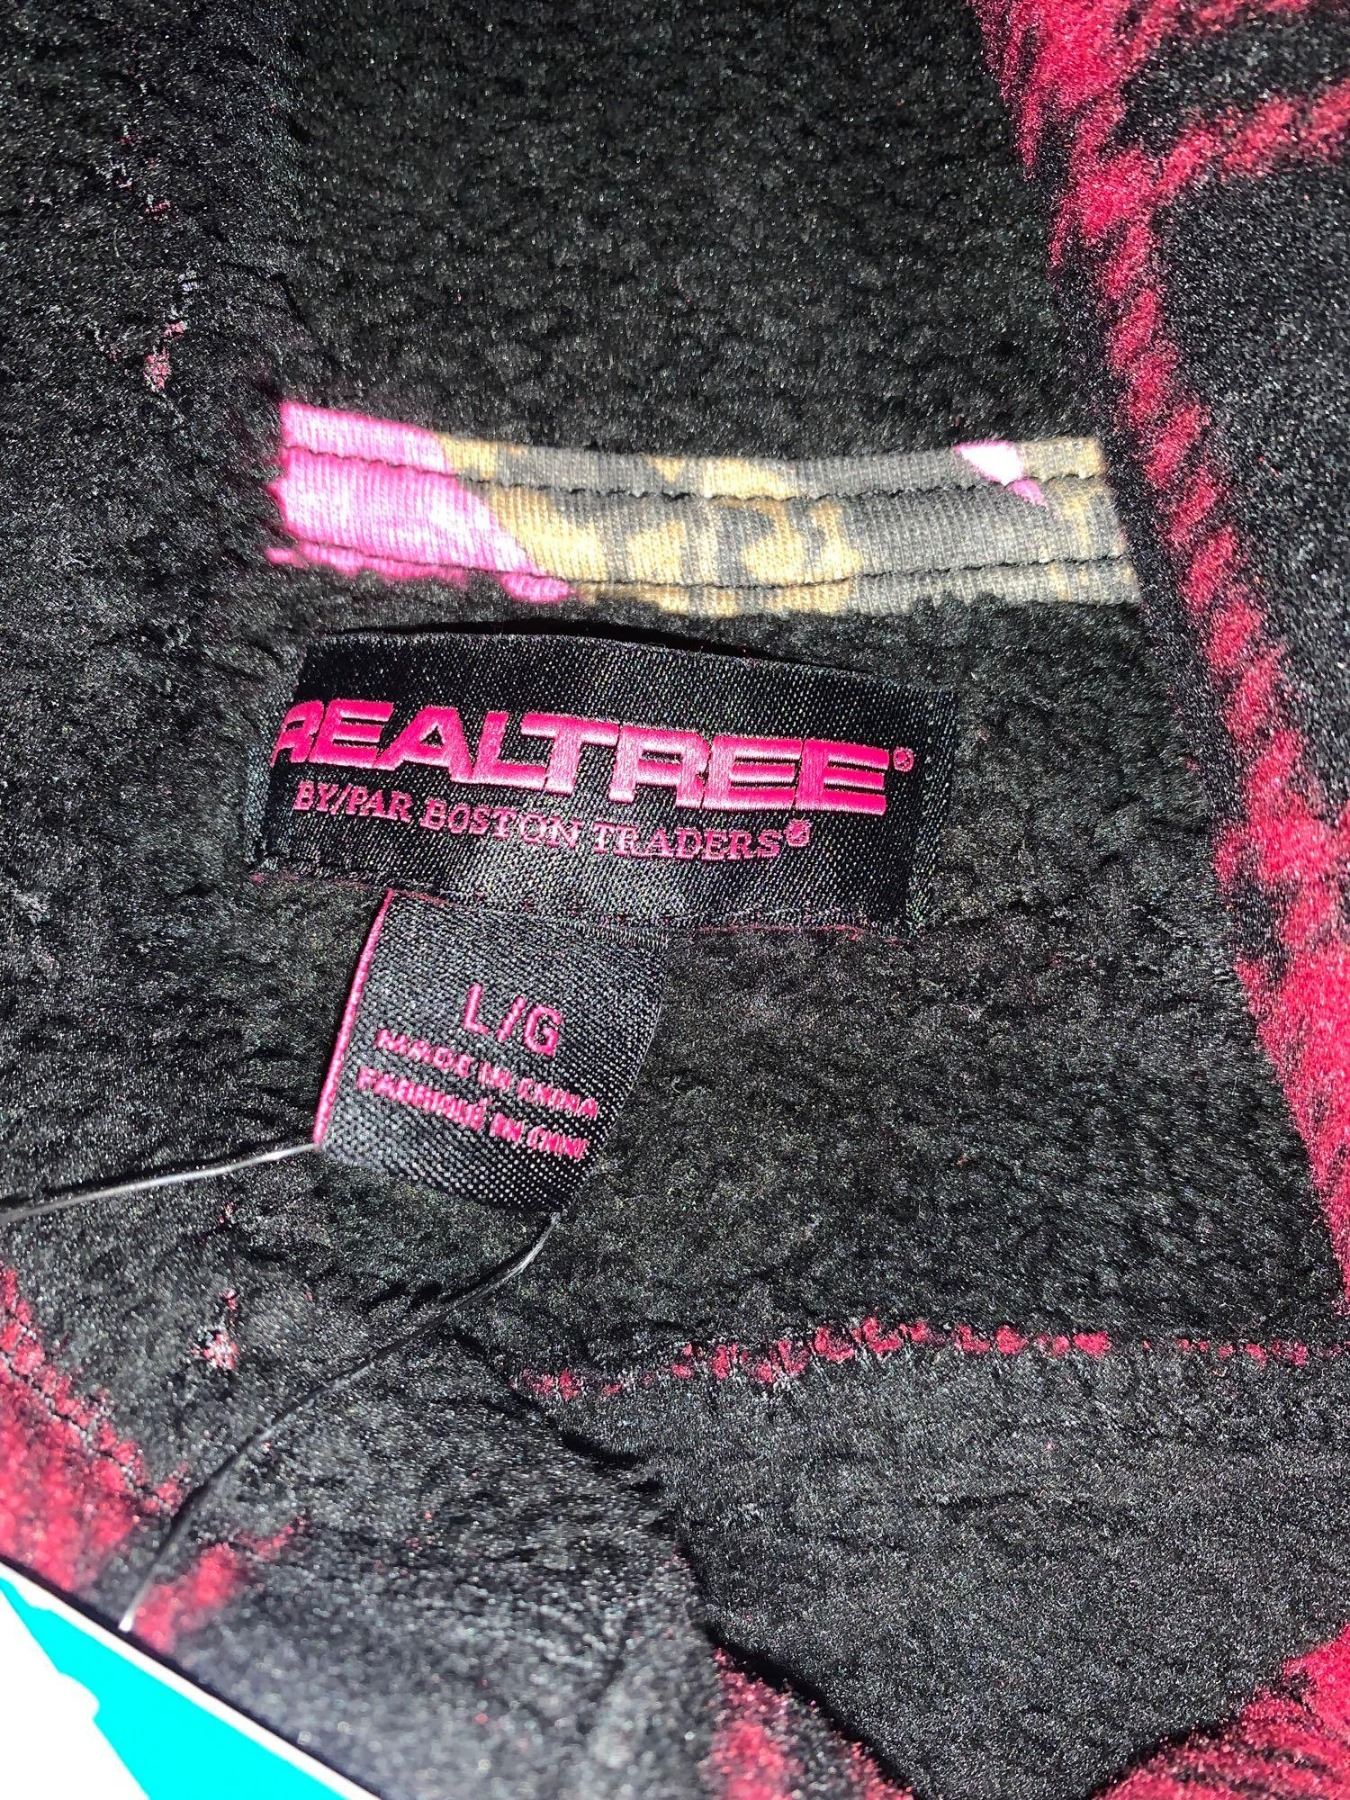 REALTREE®
BY/PAR BOSTON TRADERS®
L/G
MADE IN CHINA
FABRIQUÉ EN CHINE